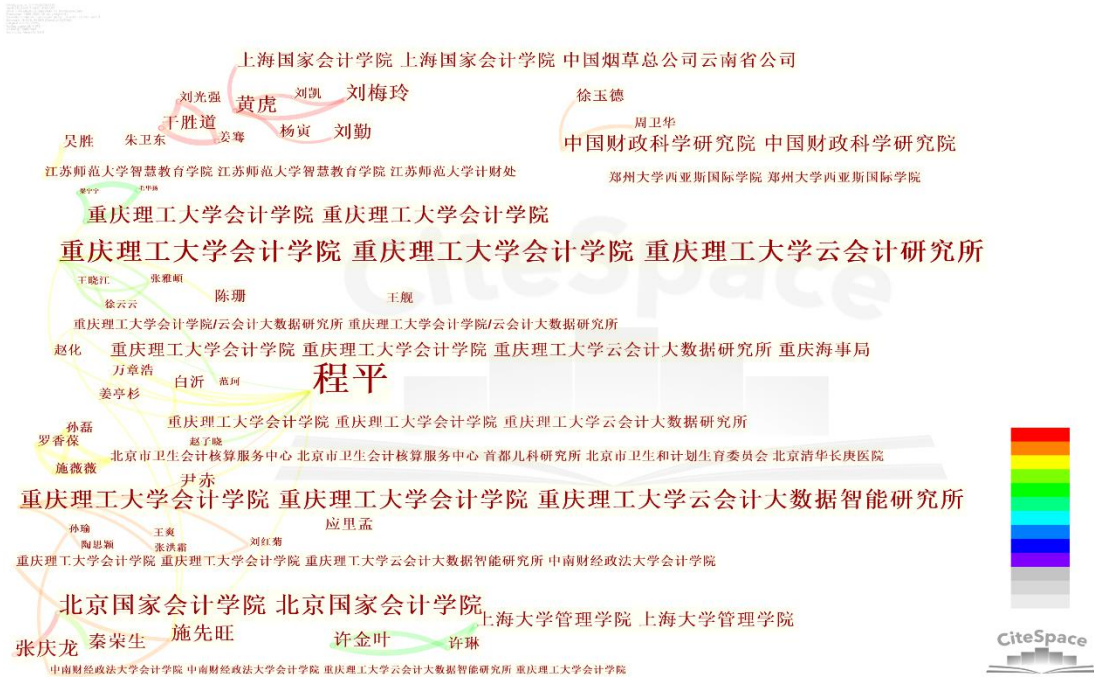 上海国家会计学院 上海国家会计学院 中国烟草总公司云南省公司
刘光强
黄虎
刘凯
刘梅玲
徐玉德
干胜道
姜骞
杨寅
刘勤
周卫华
吴胜
朱卫东
中国财政科学研究院 中国财政科学研究院
江苏师范大学智慧教育学院 江苏师范大学智慧教育学院 江苏师范大学计财处
郑州大学西亚斯国际学院 郑州大学西亚斯国际学院
重庆理工大学会计学院 重庆理工大学会计学院
重庆理工大学会计学院 重庆理工大学会计学院 重庆理工大学云会计研究所
CiteSpace
王晓江
张雅頔
徐云云
陈珊
王舰
重庆理工大学会计学院/云会计大数据研究所 重庆理工大学会计学院/云会计大数据研究所
赵化
重庆理工大学会计学院 重庆理工大学会计学院 重庆理工大学云会计大数据研究所 重庆海事局
万章浩
姜亭杉
白沂
范珂
程平
重庆理工大学会计学院 重庆理工大学会计学院 重庆理工大学云会计大数据研究所
孙磊
罗香葆
赵子晓
北京市卫生会计核算服务中心 北京市卫生会计核算服务中心 首都儿科研究所 北京市卫生和计划生育委员会 北京清华长庚医院
施薇薇
尹赤
重庆理工大学会计学院 重庆理工大学会计学院 重庆理工大学云会计大数据智能研究所
孙瑜
王爽
应里孟
陶思颖
张洪霜
刘红菊
重庆理工大学会计学院 重庆理工大学会计学院 重庆理工大学云会计大数据智能研究所 中南财经政法大学会计学院
北京国家会计学院 北京国家会计学院
上海大学管理学院 上海大学管理学院
张庆龙
秦荣生
施先旺
许金叶
许琳
中南财经政法大学会计学院 中南财经政法大学会计学院 重庆理工大学云会计大数据智能研究所 重庆理工大学会计学院
CiteSpace